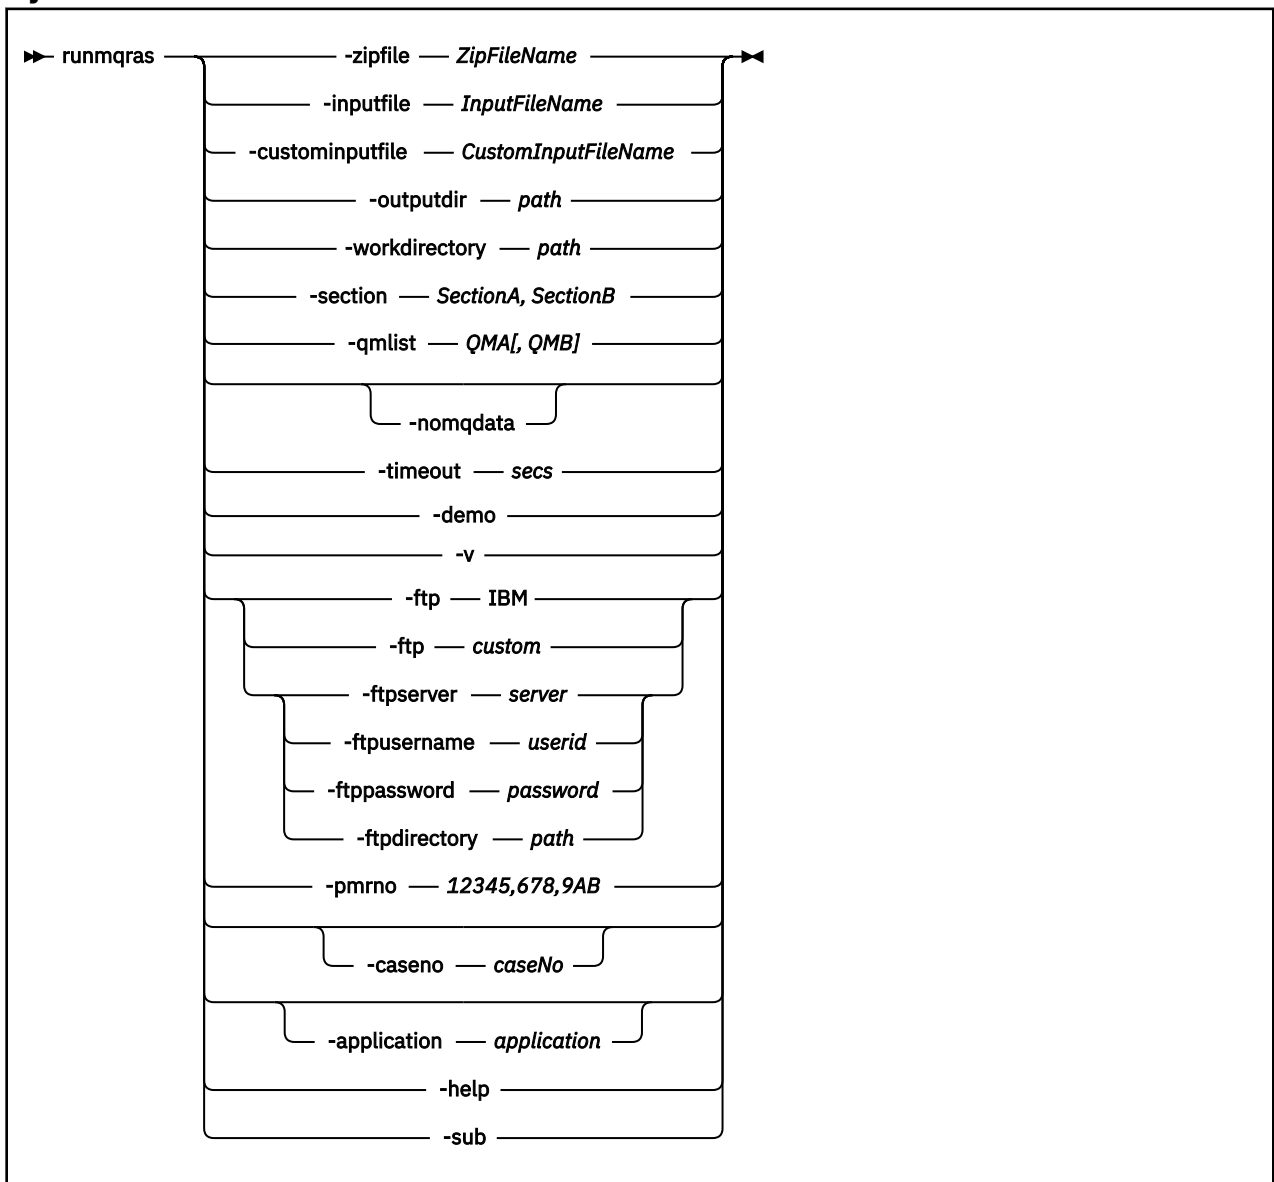 runmqras -zipfile ZipFileName
-inputfile InputFileName
-custominputfile CustomInputFileName
-outputdir path
-workdirectory path
-section SectionA, SectionB
-qmlist QMA[, QMB]
-nomqdata
-timeout secs
-demo
-v
-ftp IBM
-ftp custom
-ftpserver server
-ftpusername userid
-ftppassword password
-ftpdirectory path
-pmrno 12345,678,9AB
-caseno caseNo
-application application
-help
-sub